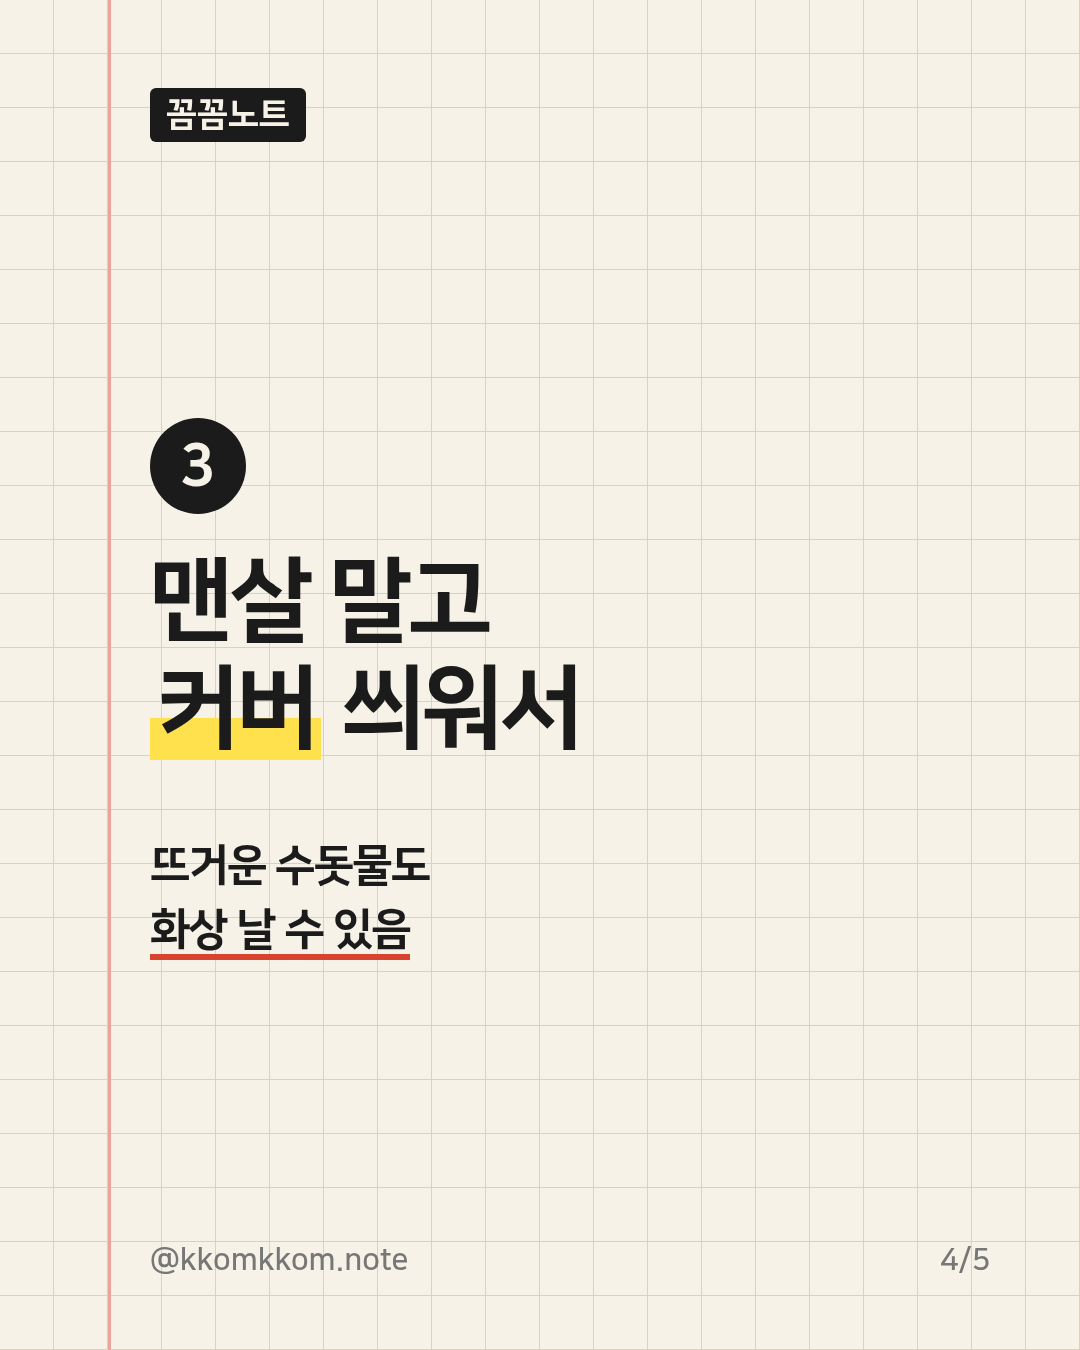 꼼꼼노트
3
맨살 말고
커버 씌워서
뜨거운 수돗물도
화상 날 수 있음
@kkomkkom.note
4/5